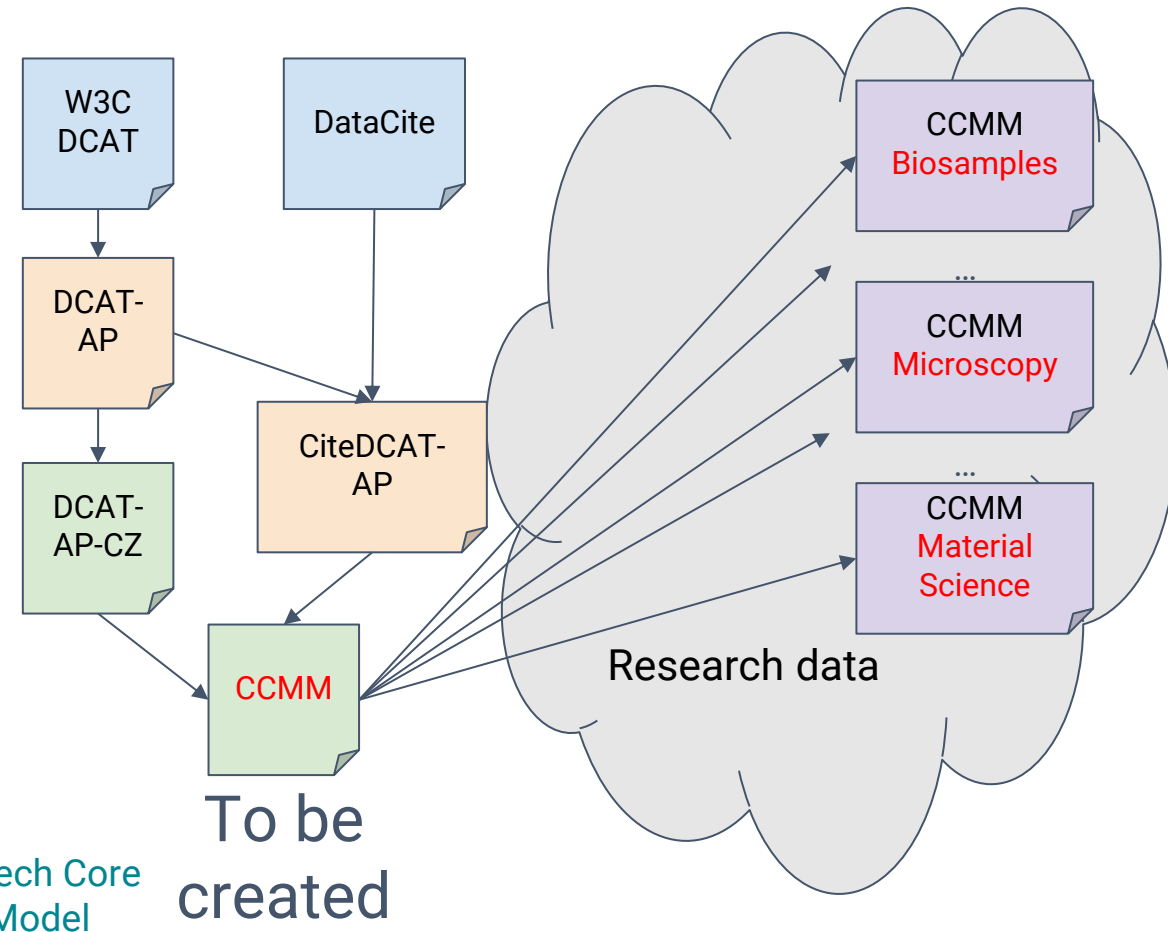 W3C
DCAT
DataCite
DCAT-
AP
CiteDCAT-
AP
DCAT-
AP-CZ
CCMM
To be
created
ech Core
Model
CCMM
Biosamples
...
CCMM
Microscopy
...
CCMM
Material
Science
Research data